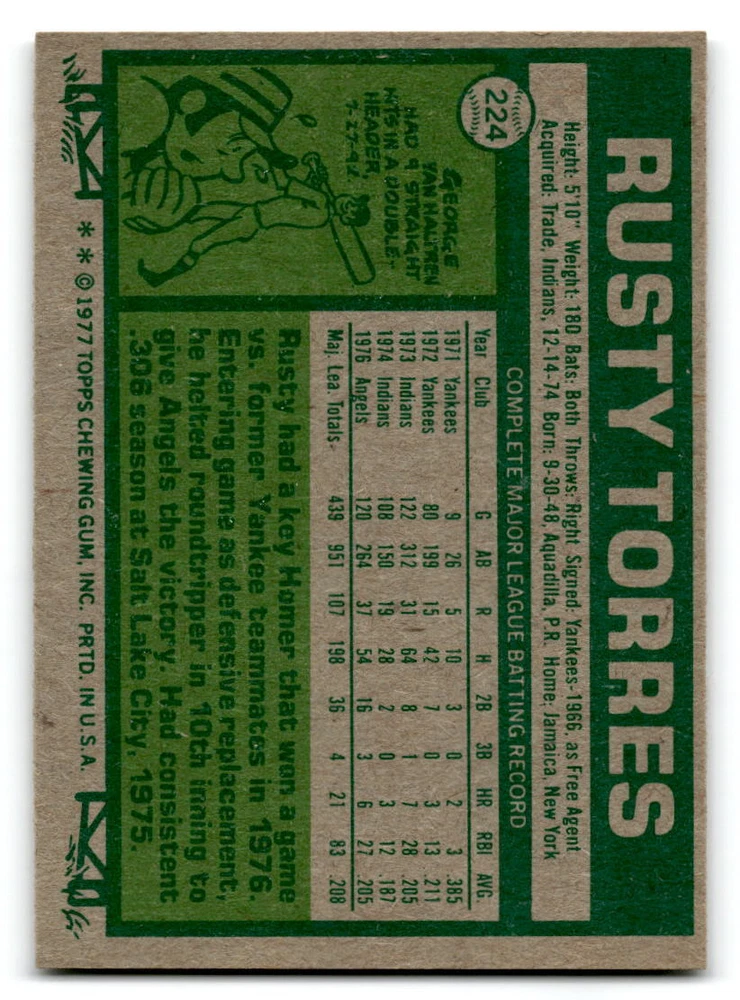 224
RUSTY TORRES
Height: 5'10" Weight: 180 Bats: Both Throws: Right Signed: Yankees-1966, as Free Agent
Acquired: Trade, Indians, 12-14-74 Born: 9-30-48, Aquadilla, P.R. Home: Jamaica, New York
COMPLETE MAJOR LEAGUE BATTING RECORD
Year Club G AB R H 2B 3B HR RBI AVG
1971 Yankees 9 26 5 10 3 0 2 3 .385
1972 Yankees 80 199 15 42 7 0 3 13 .211
1973 Indians 122 312 31 64 8 1 7 28 .205
1974 Indians 108 150 19 28 2 0 3 12 .187
1976 Angels 120 264 37 54 16 3 6 27 .205
Maj. Lea. Totals 439 951 107 198 36 4 21 83 .208
GEORGE
VAN HALTREN
HAD 9 STRAIGHT
HITS IN A DOUBLE-
HEADER
7-27-92
Rusty had a key Homer that won a game
vs. former Yankee teammates in 1976.
Entering game as defensive replacement,
he helted roundtripper in 10th inning to
give Angels the victory. Had consistent
.306 season at Salt Lake City, 1975.
* * © 1977 TOPPS CHEWING GUM, INC. PRTD. IN U.S.A.